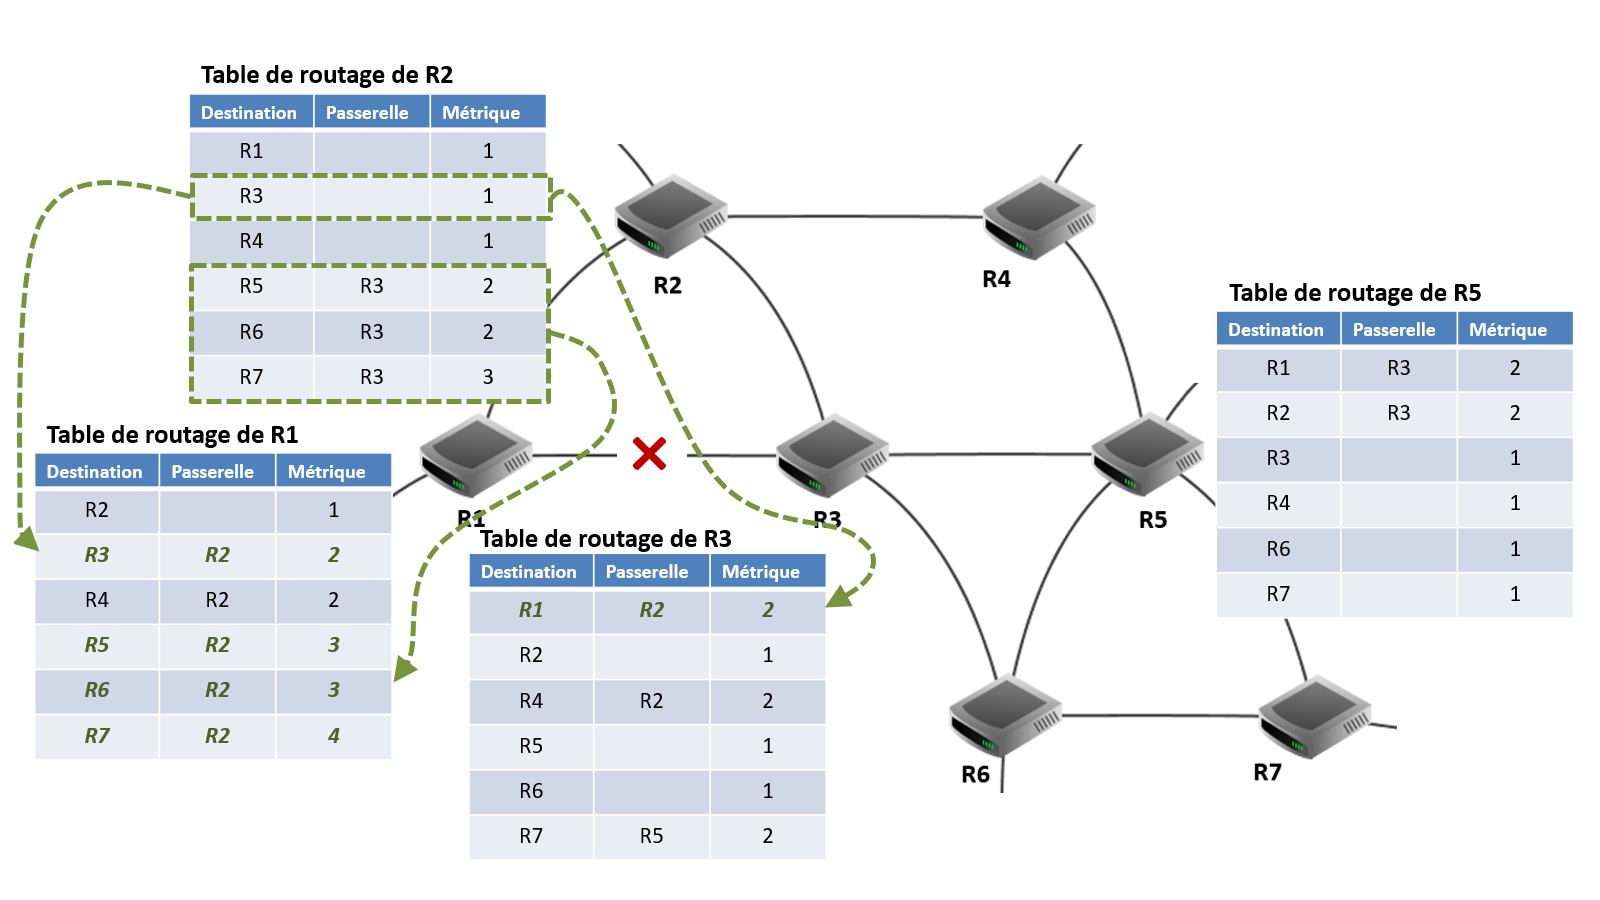 Table de routage de R2
Destination Passerelle Métrique
R1 1
R3 1
R4 1
R5 R3 2
R6 R3 2
R7 R3 3
R2
R4
Table de routage de R5
Destination Passerelle Métrique
R1 R3 2
R2 R3 2
R3 1
R4 1
R6 1
R7 1
Table de routage de R1
Destination Passerelle Métrique
R2 1
R3 R2 2
R4 R2 2
R5 R2 3
R6 R2 3
R7 R2 4
R1
R3
R5
Table de routage de R3
Destination Passerelle Métrique
R1 R2 2
R2 1
R4 R2 2
R5 1
R6 1
R7 R5 2
R6
R7